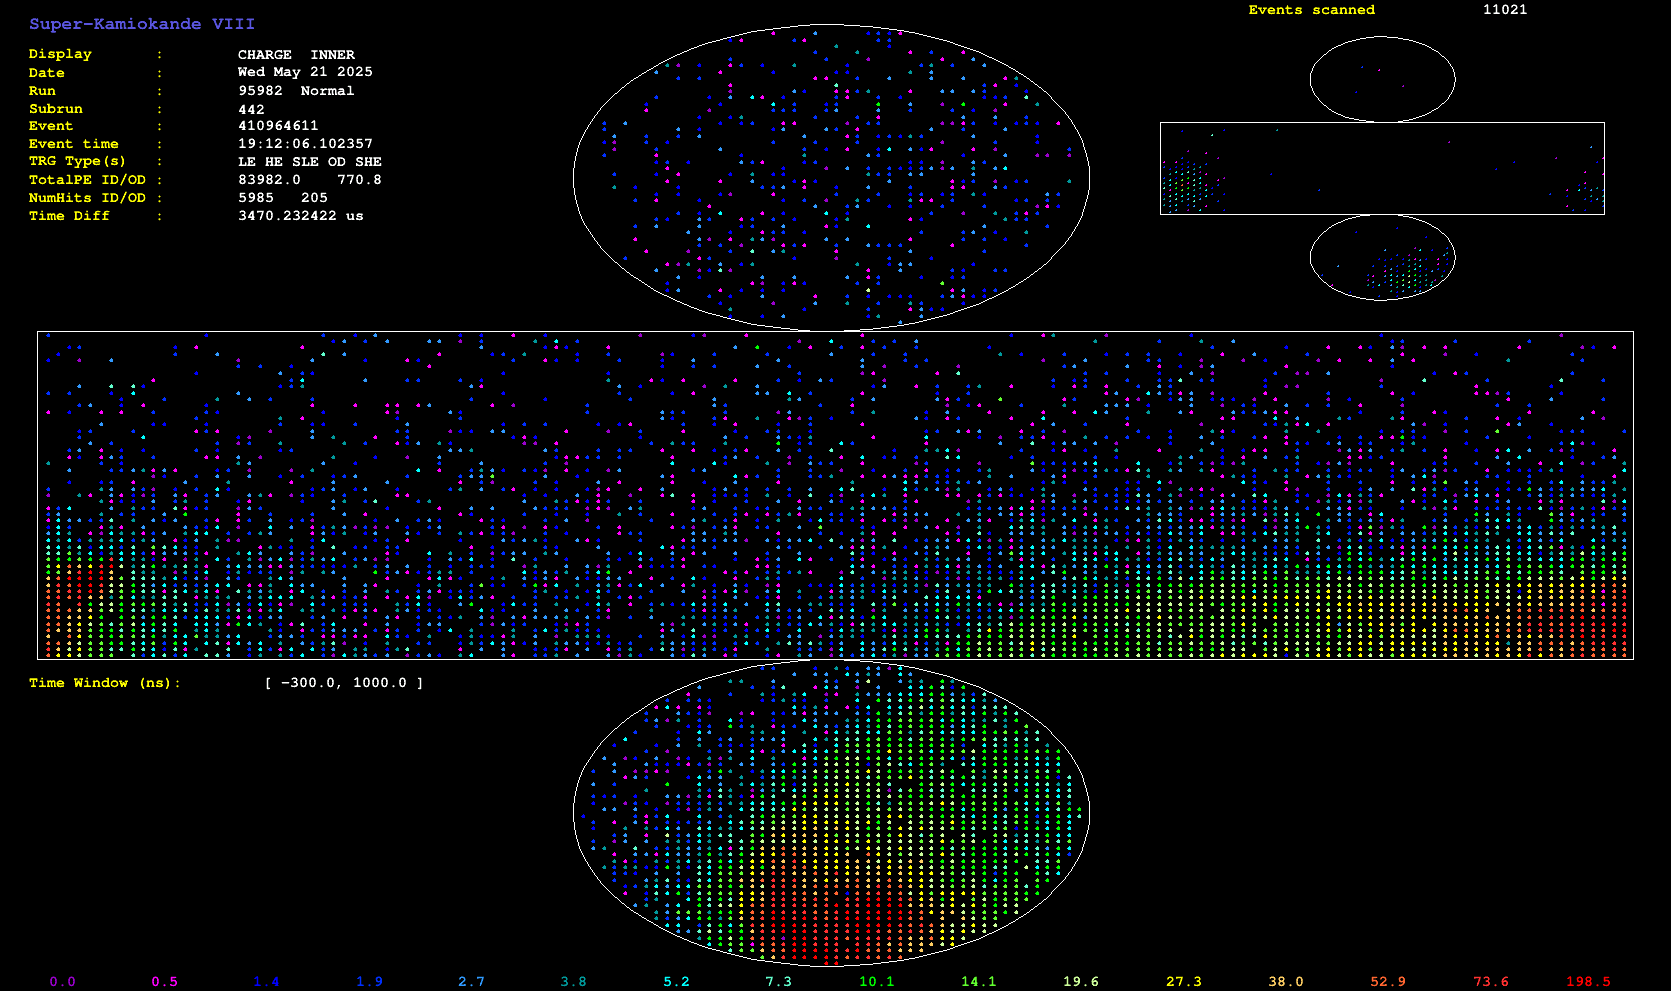 Super-Kamiokande VIII
Display : CHARGE INNER
Date : Wed May 21 2025
Run : 95982 Normal
Subrun : 442
Event : 410964611
Event time : 19:12:06.102357
TRG Type(s) : LE HE SLE OD SHE
TotalPE ID/OD : 83982.0 770.8
NumHits ID/OD : 5985 205
Time Diff : 3470.232422 us
Events scanned 11021
Time Window (ns): [ -300.0, 1000.0 ]
0.0 0.5 1.4 1.9 2.7 3.8 5.2 7.3 10.1 14.1 19.6 27.3 38.0 52.9 73.6 198.5